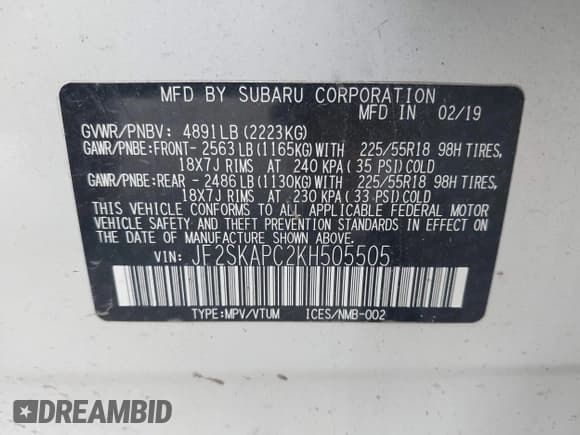 MFD BY SUBARU CORPORATION
MFD IN 02/19
GVWR/PNBV: 4891LB(2223KG)
GAWR/PNBE:FRONT- 2563LB(1165KG)WITH 225/55R18 98H TIRES,
18X7J RIMS AT 240 KPA(35 PSI)COLD
GAWR/PNBE:REAR - 2486LB(1130KG)WITH 225/55R18 98H TIRES,
18X7J RIMS AT 230 KPA(33 PSI)COLD
THIS VEHICLE CONFORMS TO ALL APPLICABLE FEDERAL MOTOR
VEHICLE SAFETY AND THEFT PREVENTION STANDARDS IN EFFECT ON
THE DATE OF MANUFACTURE SHOWN ABOVE.
VIN: JF2SKAPC2KH505505
TYPE:MPV/VTUM ICES/NMB-002
DREAMBID